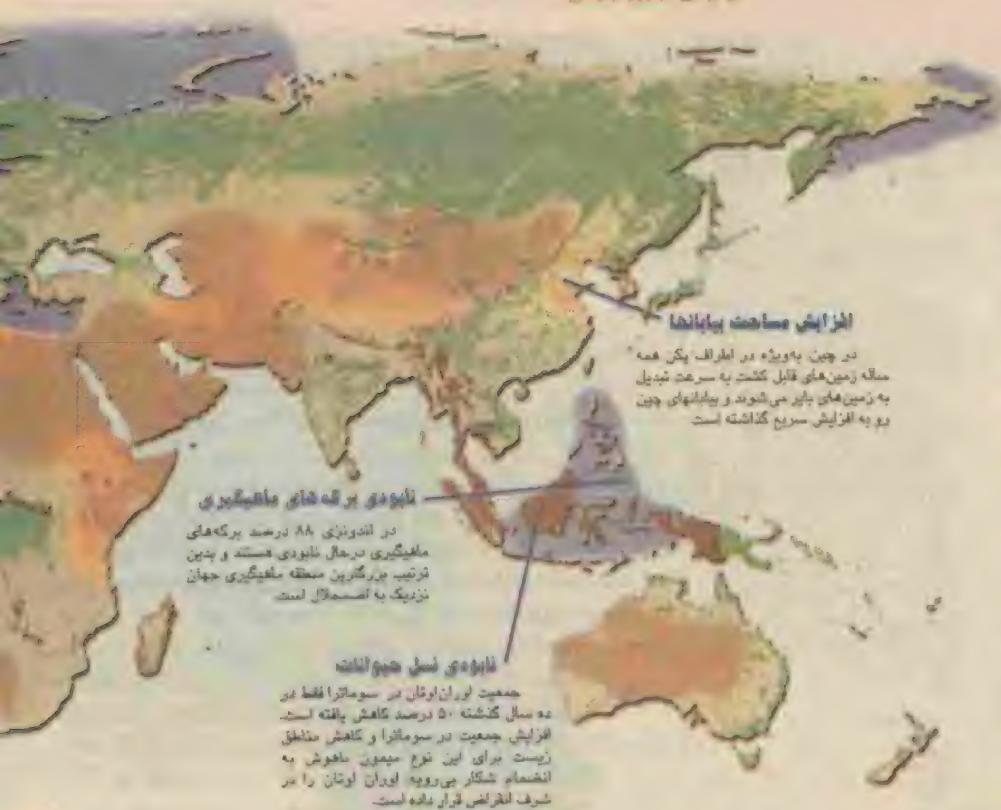 افزایش مساحت بیابانها
در چین به‌ویژه در اطراف پکن همه
ساله زمین‌های قابل کشت به سرعت تبدیل
به زمین‌های بایر می‌شوند و بیابانهای چین
رو به افزایش سریع گذاشته است
نابودی برکه‌های ماهیگیری
در اندونزی ۸۸ درصد برکه‌های
ماهیگیری درحال نابودی هستند و بدین
ترتیب بزرگترین منطقه ماهیگیری جهان
نزدیک به اضمحلال است.
نابودی نسل حیوانات
جمعیت اوران‌اوتان در سوماترا فقط در
ده سال گذشته ۵۰ درصد کاهش یافته است.
افزایش جمعیت در سوماترا و کاهش مناطق
زیست برای این نوع میمون باهوش به
انضمام شکار بی‌رویه اوران اوتان را در
شرف انقراض قرار داده است.